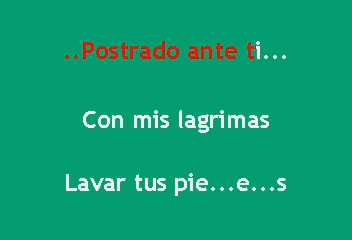 ..Postrado ante ti...
Con mis lagrimas
Lavar tus pie...e...s